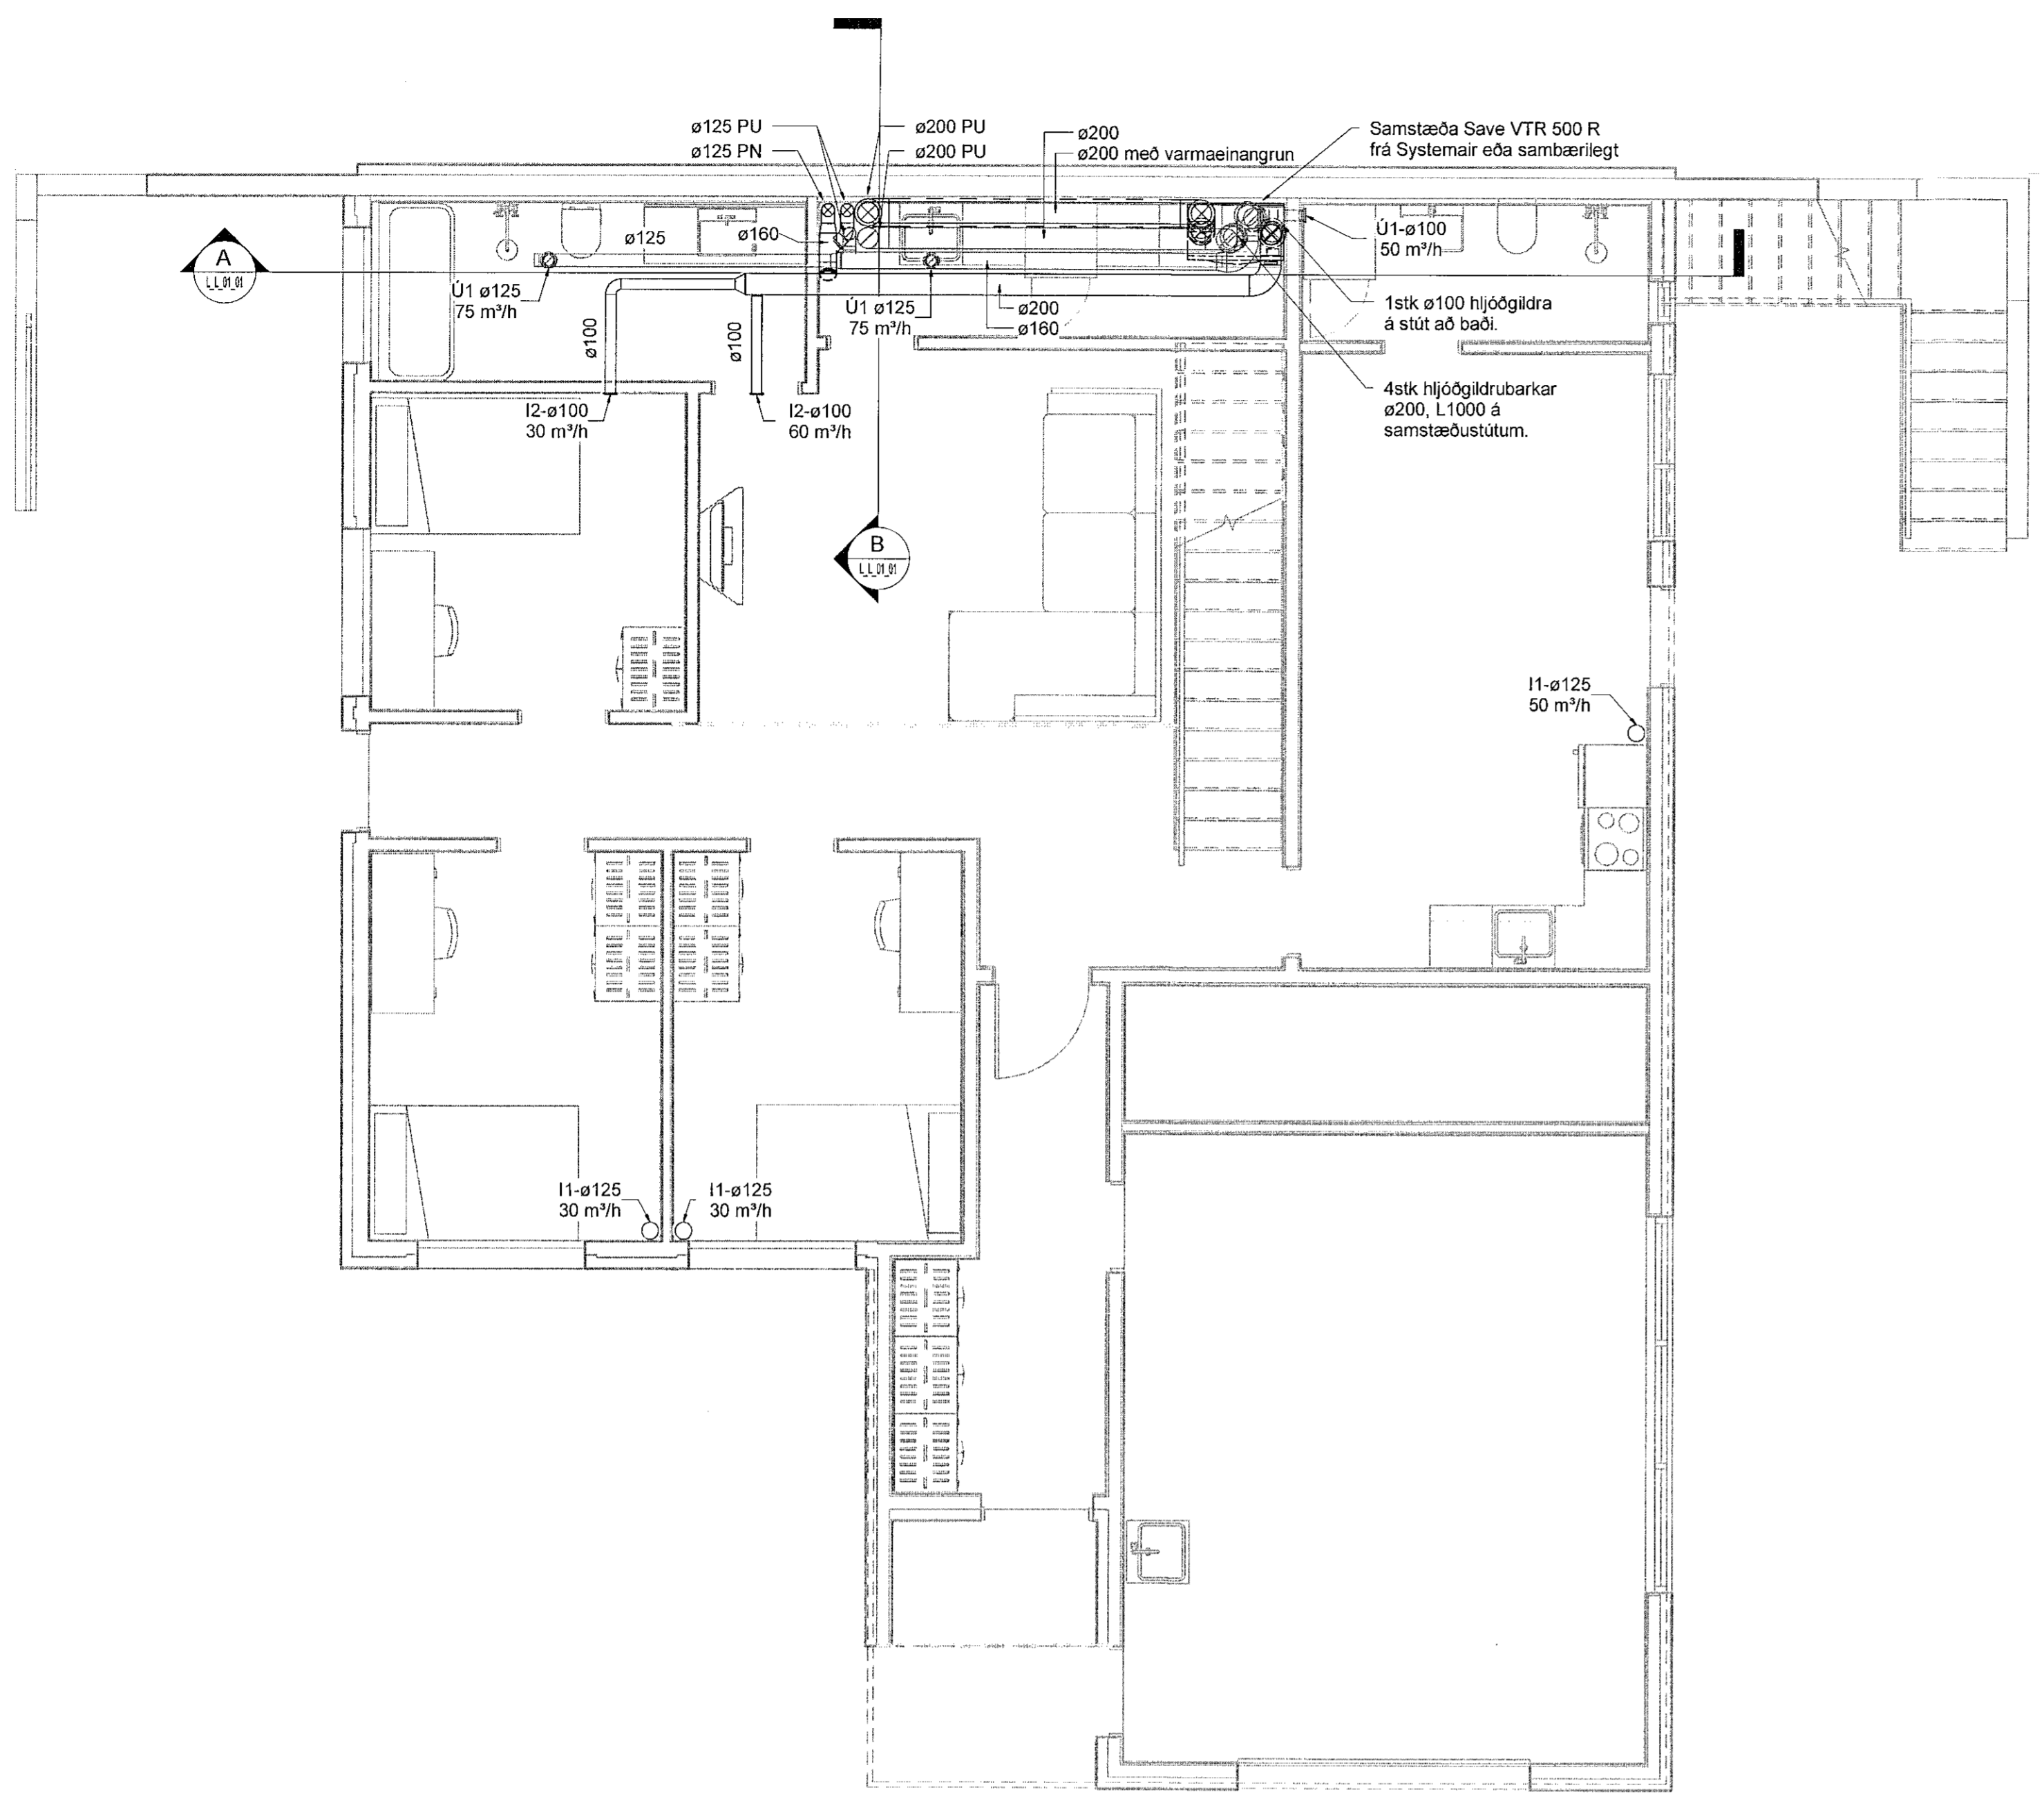 ø125 PU
ø125 PN
ø200 PU
ø200 PU
ø200
ø200 með varmaeinangrun
Samstæða Save VTR 500 R
frá Systemair eða sambærilegt
A
L_L_01_01
ø125
ø160
Ú1-ø100
50 m³/h
Ú1 ø125
75 m³/h
ø100
ø100
Ú1 ø125
75 m³/h
ø200
ø160
1stk ø100 hljóðgildra
á stút að baði.
4stk hljóðgildrubarkar
ø200, L1000 á
samstæðustútum.
I2-ø100
30 m³/h
I2-ø100
60 m³/h
B
L_L_01_01
I1-ø125
50 m³/h
I1-ø125
30 m³/h
I1-ø125
30 m³/h